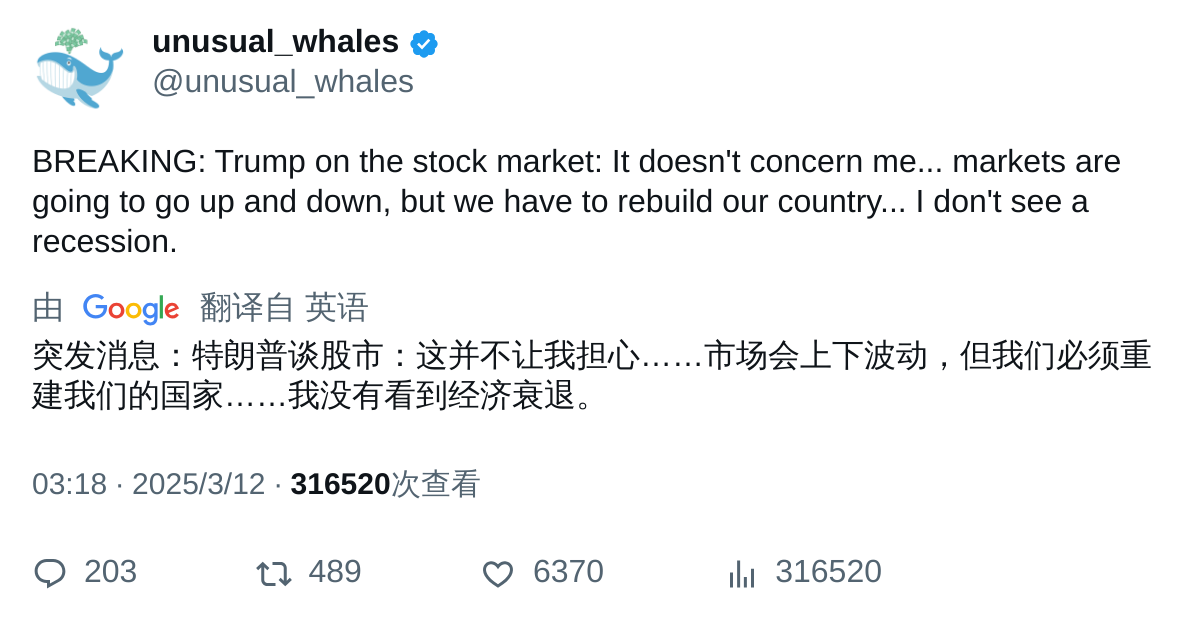 unusual_whales
@unusual_whales
BREAKING: Trump on the stock market: It doesn't concern me... markets are
going to go up and down, but we have to rebuild our country... I don't see a
recession.
由 Google 翻译自 英语
突发消息：特朗普谈股市：这并不让我担心……市场会上下波动，但我们必须重
建我们的国家……我没有看到经济衰退。
03:18 · 2025/3/12 · 316520次查看
203 489 6370 316520